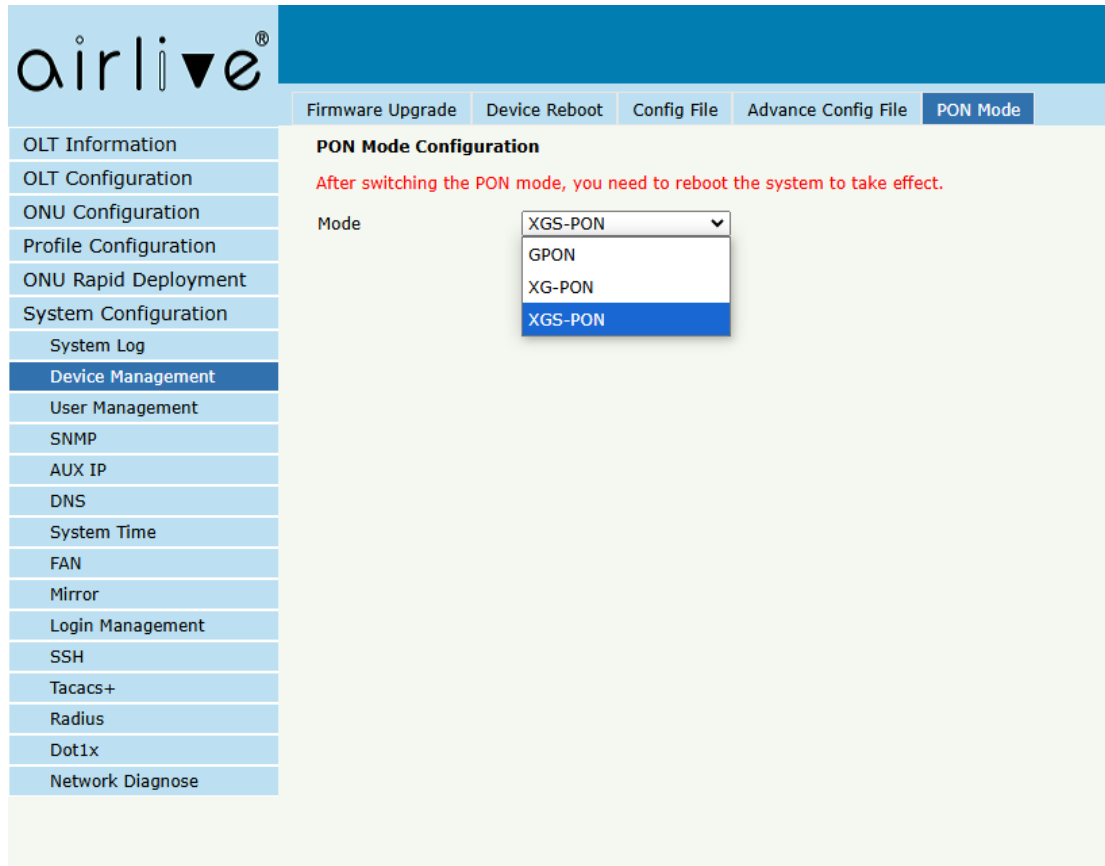 airlive®
Firmware Upgrade Device Reboot Config File Advance Config File PON Mode
OLT Information
OLT Configuration
ONU Configuration
Profile Configuration
ONU Rapid Deployment
System Configuration
System Log
Device Management
User Management
SNMP
AUX IP
DNS
System Time
FAN
Mirror
Login Management
SSH
Tacacs+
Radius
Dot1x
Network Diagnose
PON Mode Configuration
After switching the PON mode, you need to reboot the system to take effect.
Mode XGS-PON
GPON
XG-PON
XGS-PON